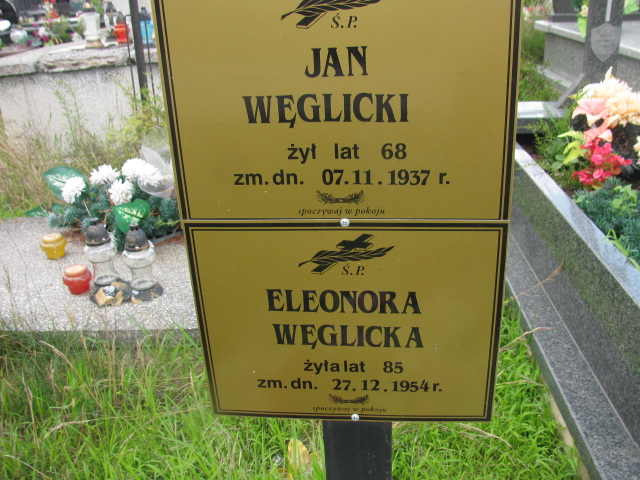 Ś.P.
JAN
WĘGLICKI
żył lat 68
zm. dn. 07.11.1937 r.
spoczywaj w pokoju
Ś.P.
ELEONORA
WĘGLICKA
żyła lat 85
zm. dn. 27.12.1954 r.
spoczywaj w pokoju